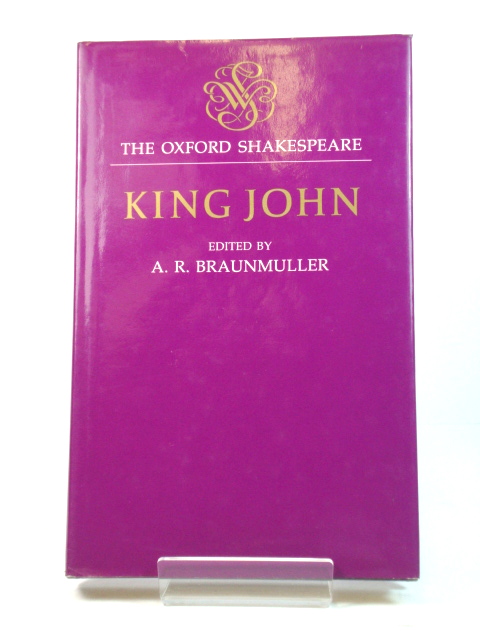 THE OXFORD SHAKESPEARE
KING JOHN
EDITED BY
A. R. BRAUNMULLER